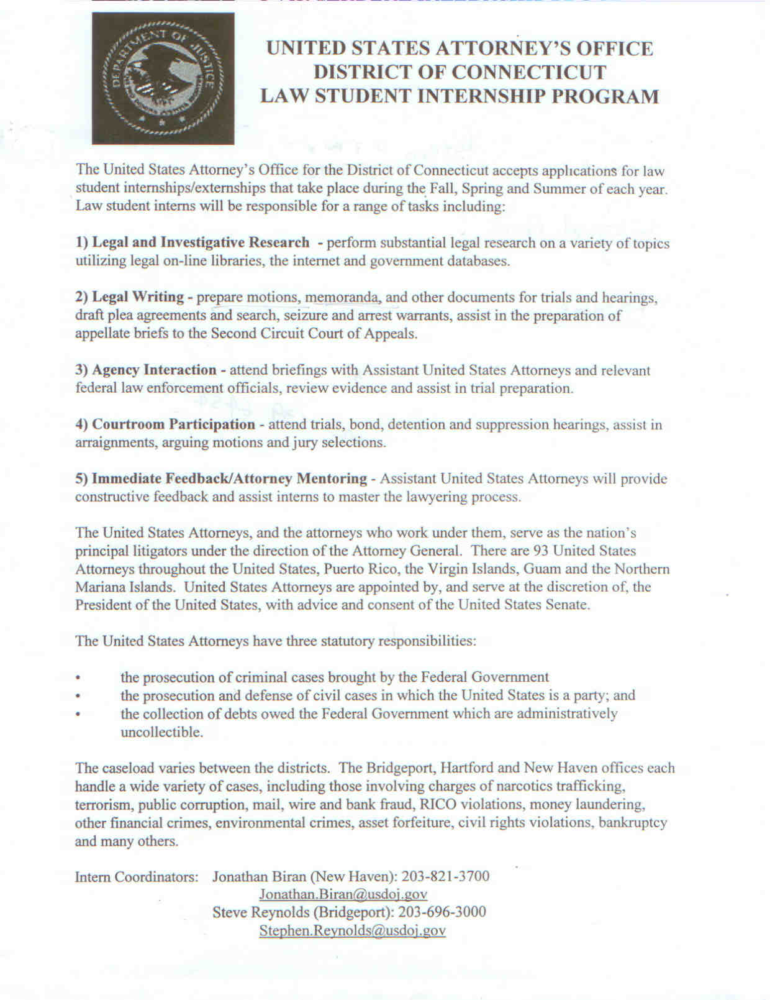 DEPARTMENT OF JUSTICE
UNITED STATES ATTORNEY'S OFFICE
DISTRICT OF CONNECTICUT
LAW STUDENT INTERNSHIP PROGRAM
The United States Attorney's Office for the District of Connecticut accepts applications for law
student internships/externships that take place during the Fall, Spring and Summer of each year.
Law student interns will be responsible for a range of tasks including:
1) Legal and Investigative Research - perform substantial legal research on a variety of topics
utilizing legal on-line libraries, the internet and government databases.
2) Legal Writing - prepare motions, memoranda, and other documents for trials and hearings,
draft plea agreements and search, seizure and arrest warrants, assist in the preparation of
appellate briefs to the Second Circuit Court of Appeals.
3) Agency Interaction - attend briefings with Assistant United States Attorneys and relevant
federal law enforcement officials, review evidence and assist in trial preparation.
4) Courtroom Participation - attend trials, bond, detention and suppression hearings, assist in
arraignments, arguing motions and jury selections.
5) Immediate Feedback/Attorney Mentoring - Assistant United States Attorneys will provide
constructive feedback and assist interns to master the lawyering process.
The United States Attorneys, and the attorneys who work under them, serve as the nation's
principal litigators under the direction of the Attorney General. There are 93 United States
Attorneys throughout the United States, Puerto Rico, the Virgin Islands, Guam and the Northern
Mariana Islands. United States Attorneys are appointed by, and serve at the discretion of, the
President of the United States, with advice and consent of the United States Senate.
The United States Attorneys have three statutory responsibilities:
• the prosecution of criminal cases brought by the Federal Government
• the prosecution and defense of civil cases in which the United States is a party; and
• the collection of debts owed the Federal Government which are administratively
uncollectible.
The caseload varies between the districts. The Bridgeport, Hartford and New Haven offices each
handle a wide variety of cases, including those involving charges of narcotics trafficking,
terrorism, public corruption, mail, wire and bank fraud, RICO violations, money laundering,
other financial crimes, environmental crimes, asset forfeiture, civil rights violations, bankruptcy
and many others.
Intern Coordinators: Jonathan Biran (New Haven): 203-821-3700
Jonathan.Biran@usdoj.gov
Steve Reynolds (Bridgeport): 203-696-3000
Stephen.Reynolds@usdoj.gov